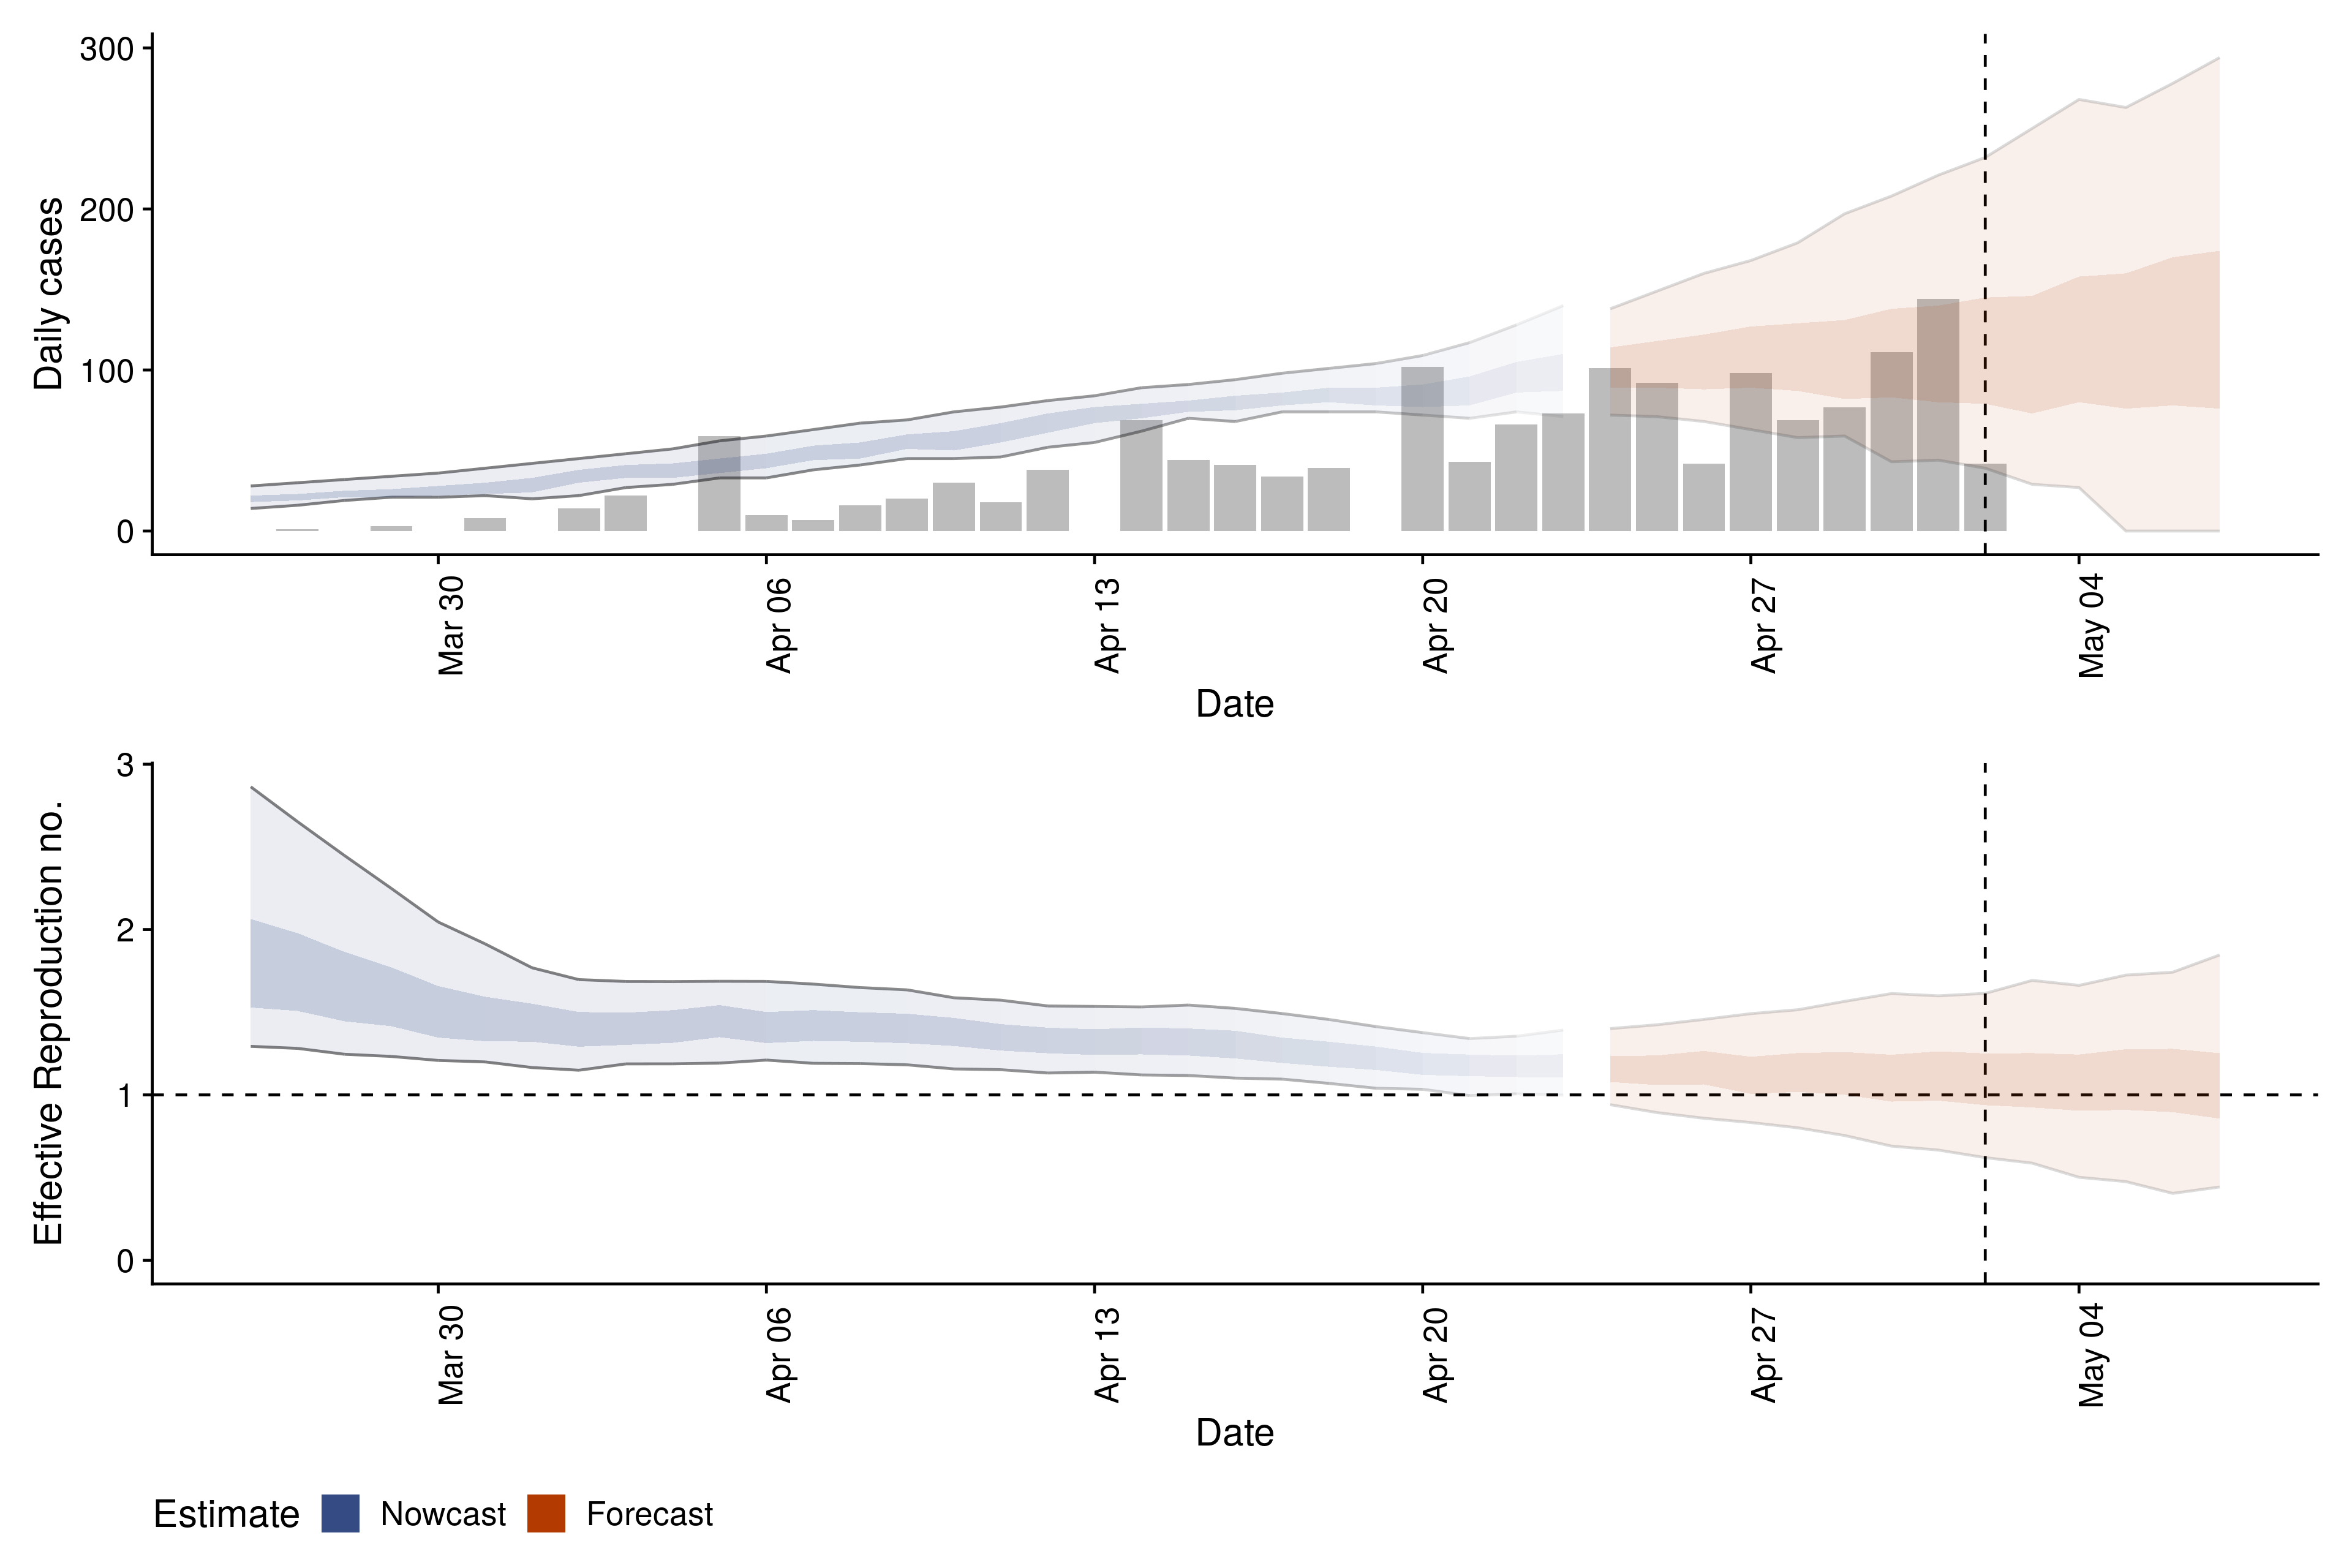 300
200
100
0
Daily cases
Mar 30
Apr 06
Apr 13
Apr 20
Apr 27
May 04
Date
3
2
1
0
Effective Reproduction no.
Mar 30
Apr 06
Apr 13
Apr 20
Apr 27
May 04
Date
Estimate Nowcast Forecast